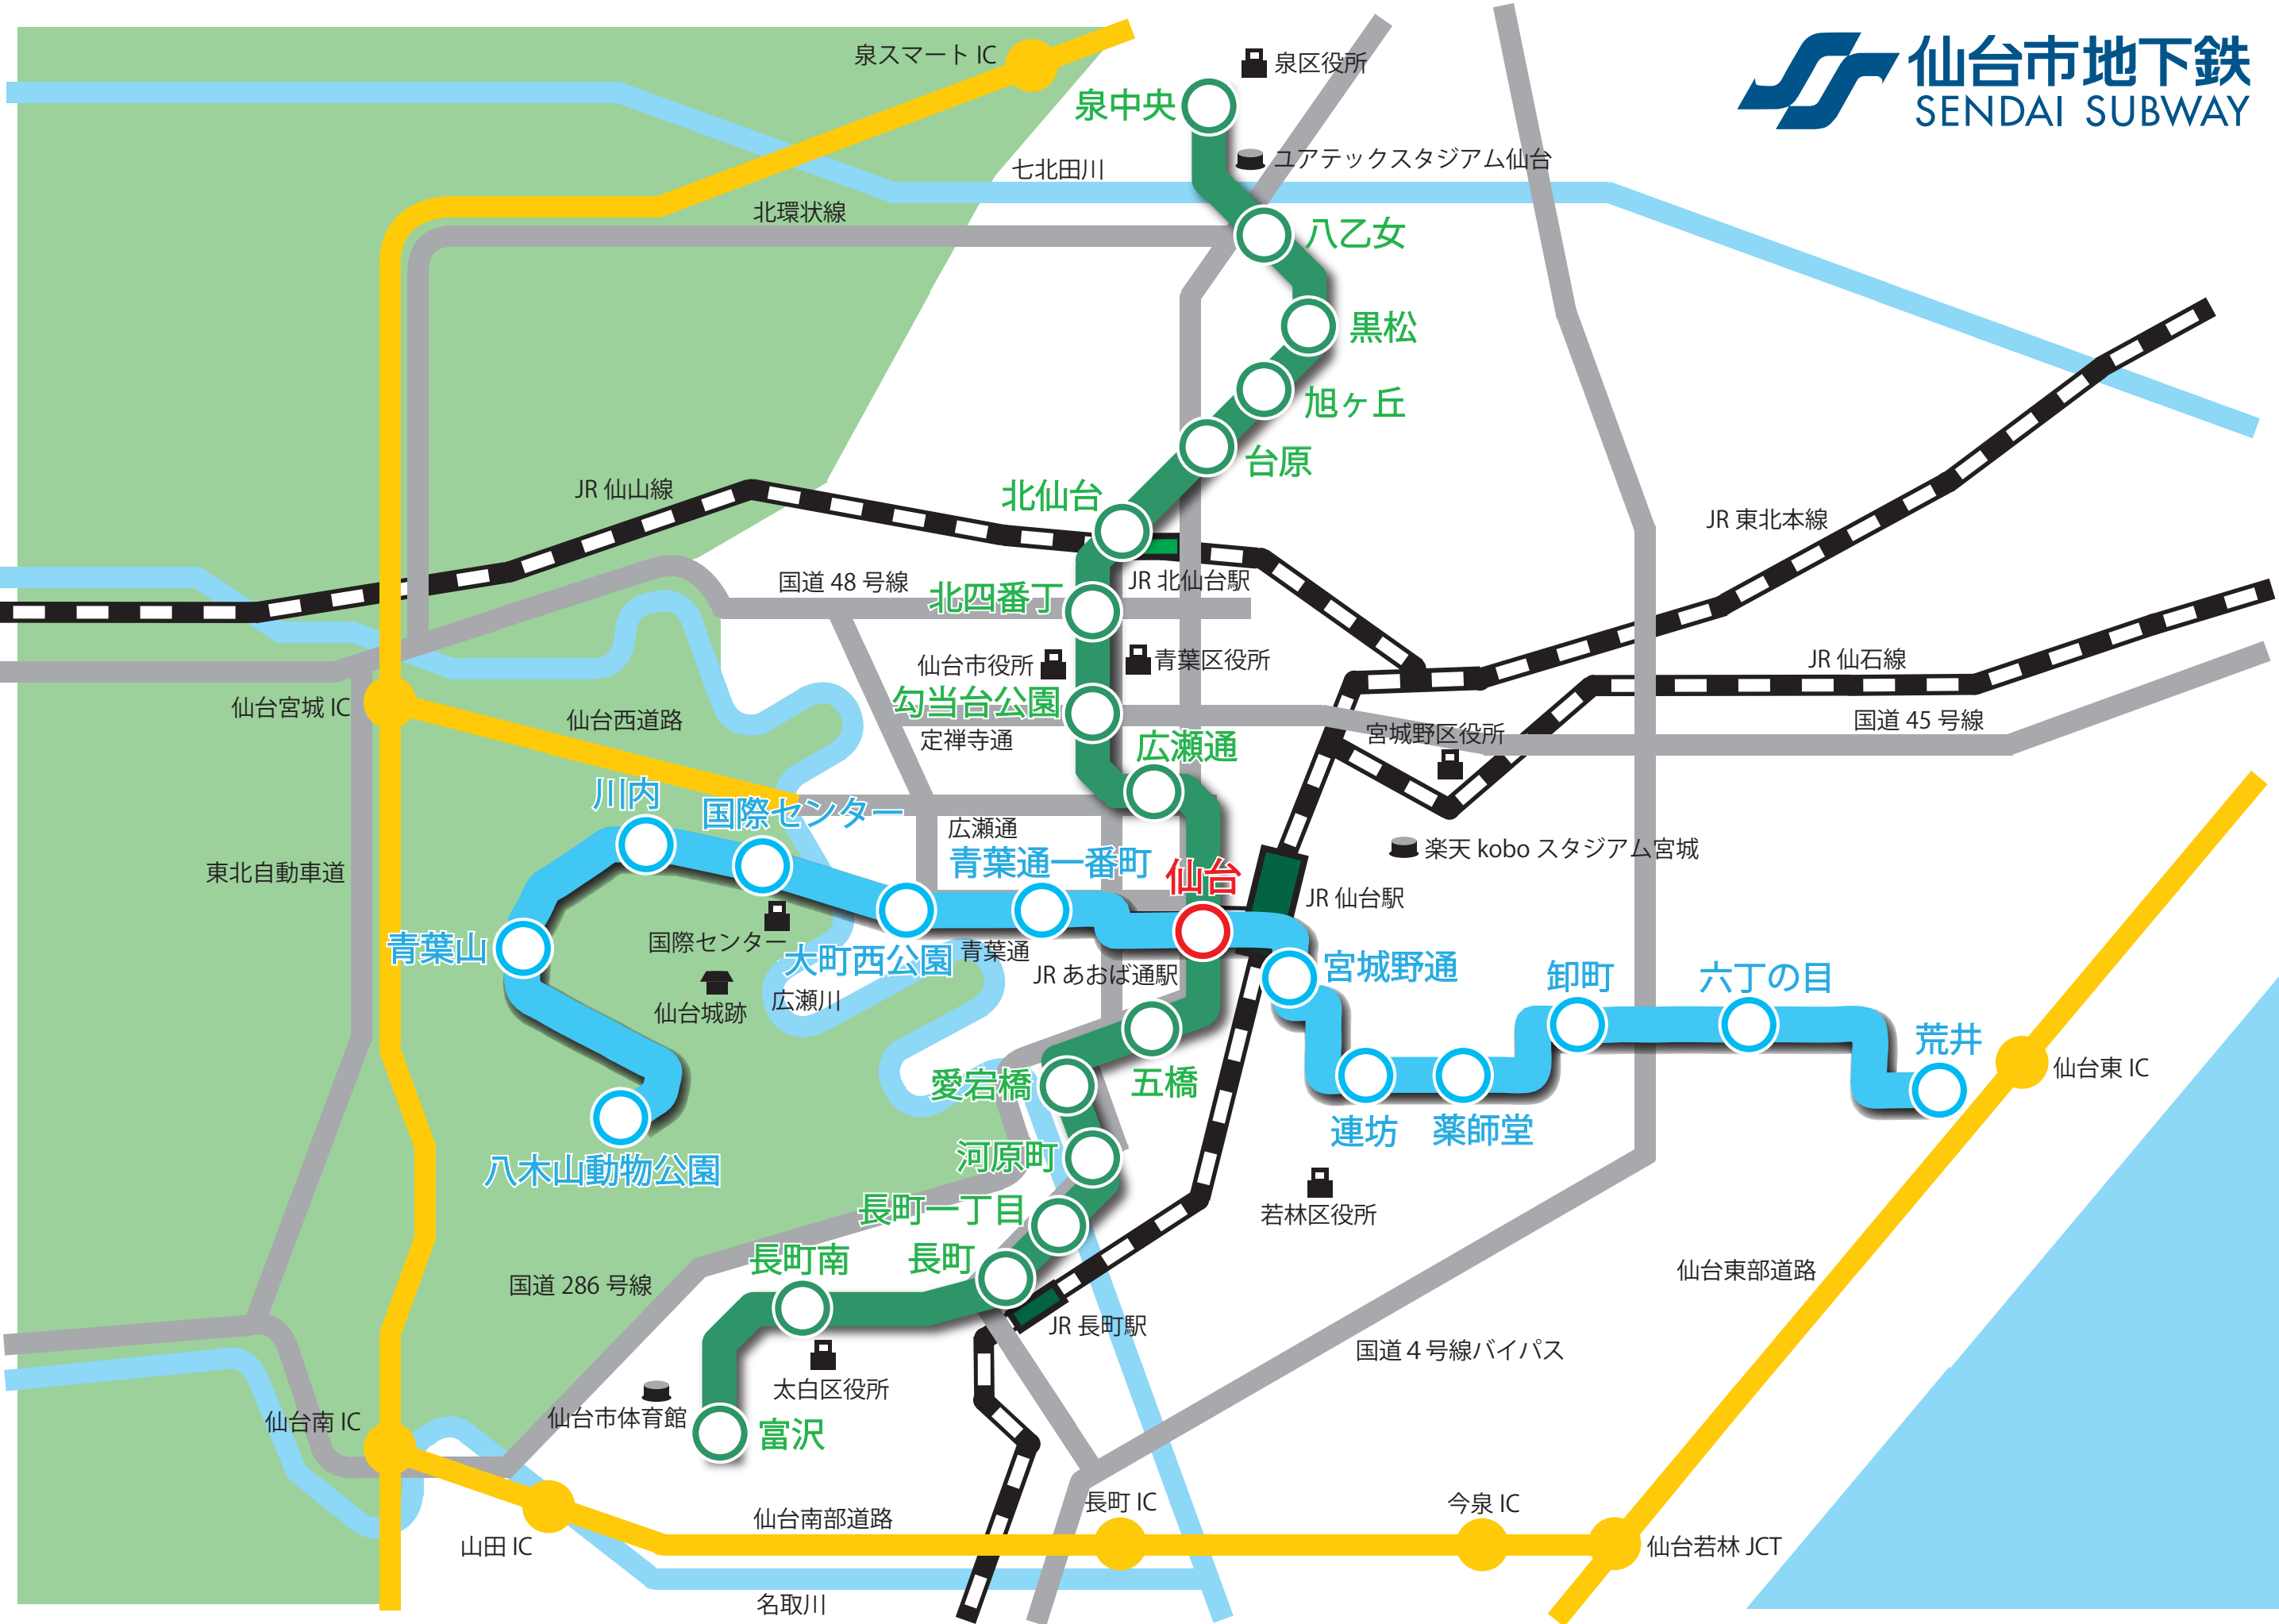 仙台市地下鉄
SENDAI SUBWAY
泉スマート IC
泉区役所
泉中央
ユアテックスタジアム仙台
七北田川
北環状線
八乙女
黒松
旭ヶ丘
台原
JR 仙山線
北仙台
JR 東北本線
国道 48 号線
JR 北仙台駅
北四番丁
仙台市役所
青葉区役所
JR 仙石線
仙台宮城 IC
仙台西道路
勾当台公園
定禅寺通
広瀬通
宮城野区役所
国道 45 号線
川内
国際センター
広瀬通
青葉通一番町
楽天 kobo スタジアム宮城
東北自動車道
仙台
JR 仙台駅
青葉山
国際センター
大町西公園
青葉通
JR あおば通駅
宮城野通
卸町
六丁の目
仙台城跡
広瀬川
荒井
仙台東 IC
愛宕橋
五橋
連坊
薬師堂
八木山動物公園
河原町
長町一丁目
若林区役所
長町南
長町
仙台東部道路
国道 286 号線
JR 長町駅
国道 4 号線バイパス
太白区役所
仙台市体育館
富沢
仙台南 IC
長町 IC
今泉 IC
仙台南部道路
山田 IC
仙台若林 JCT
名取川